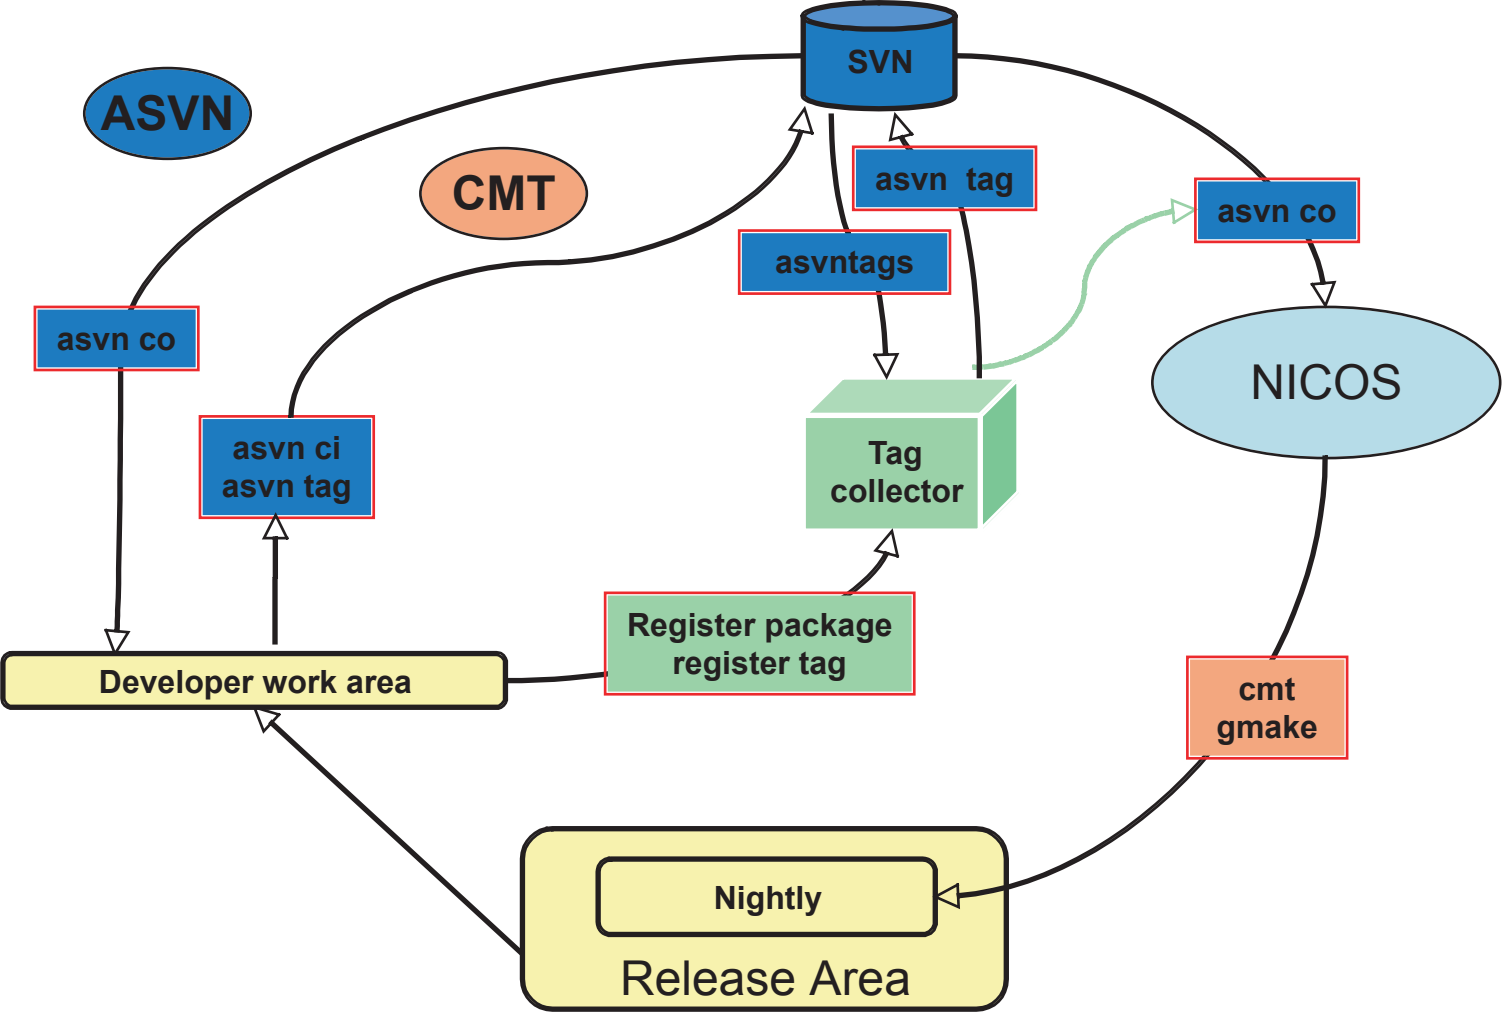 SVN
ASVN
CMT
asvn tag
asvn co
asvntags
asvn co
NICOS
asvn ci
asvn tag
Tag
collector
Register package
register tag
Developer work area
cmt
gmake
Nightly
Release Area